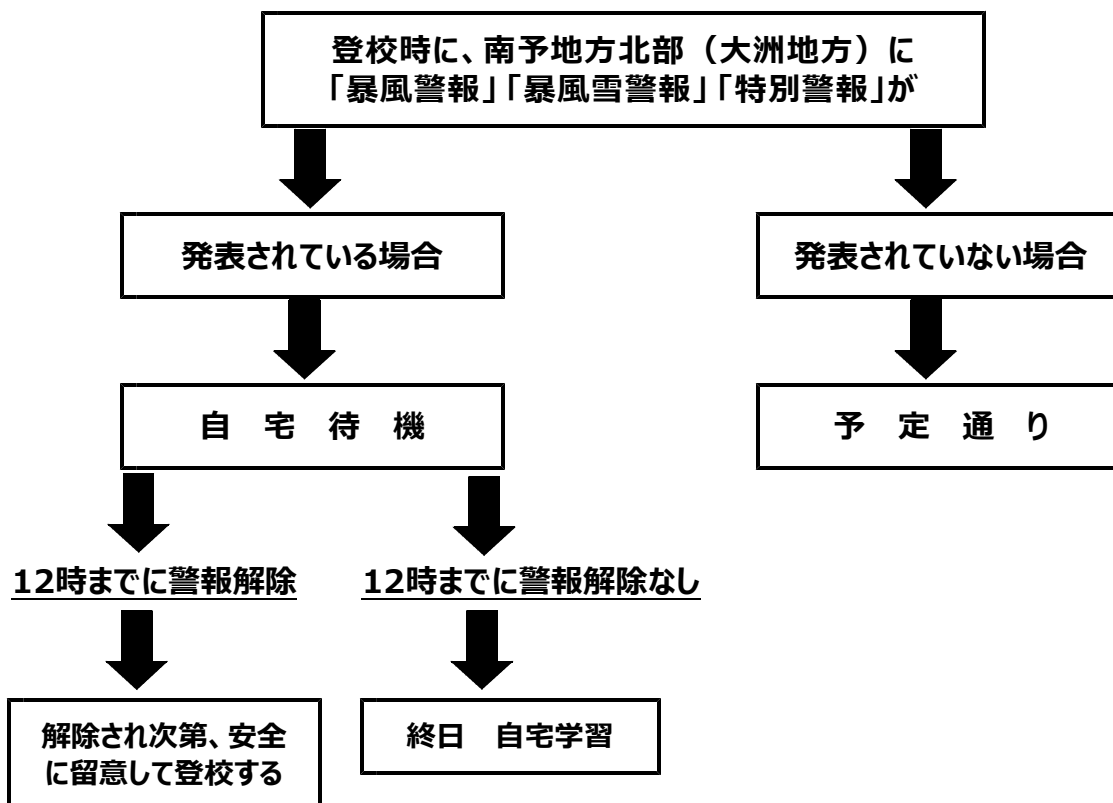 登校時に、南予地方北部（大洲地方）に
「暴風警報」「暴風雪警報」「特別警報」が
発表されている場合
発表されていない場合
自　宅　待　機
予　定　通　り
12時までに警報解除
12時までに警報解除なし
解除され次第、安全
に留意して登校する
終日　自宅学習